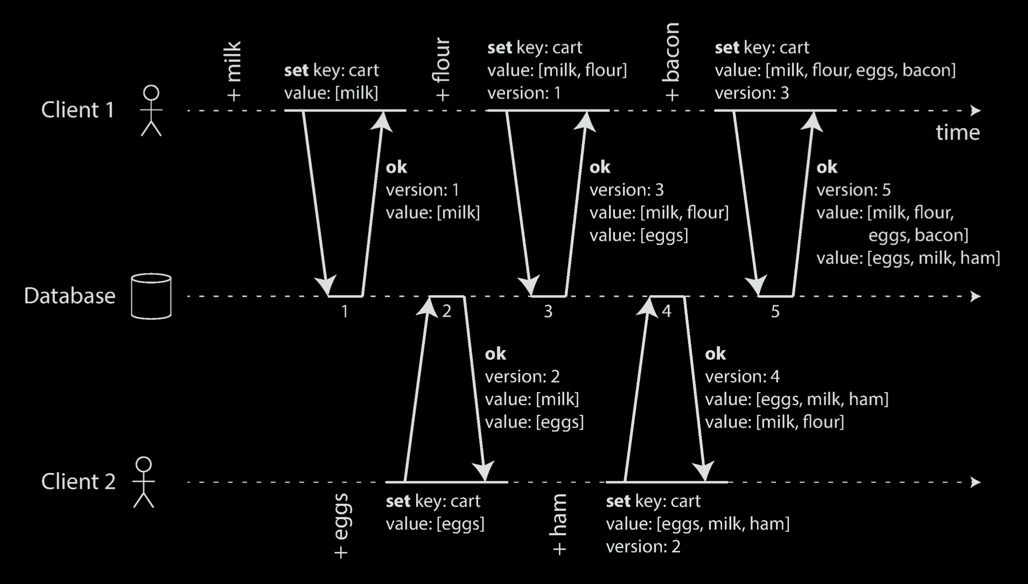 + milk
set key: cart
value: [milk]
+ flour
set key: cart
value: [milk, flour]
version: 1
+ bacon
set key: cart
value: [milk, flour, eggs, bacon]
version: 3
Client 1
time
ok
version: 1
value: [milk]
ok
version: 3
value: [milk, flour]
value: [eggs]
ok
version: 5
value: [milk, flour,
eggs, bacon]
value: [eggs, milk, ham]
Database
1
2
3
4
5
ok
version: 2
value: [milk]
value: [eggs]
ok
version: 4
value: [eggs, milk, ham]
value: [milk, flour]
Client 2
+ eggs
set key: cart
value: [eggs]
+ ham
set key: cart
value: [eggs, milk, ham]
version: 2